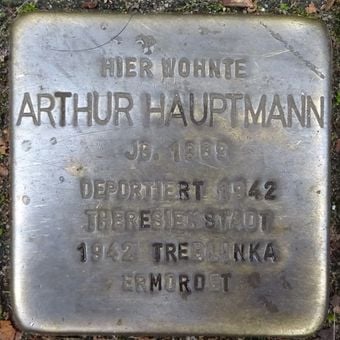 HIER WOHNTE
ARTHUR HAUPTMANN
JG.
DEPORTIERT 1942
THERESIENSTADT
1942 TREBLINKA
ERMORDET